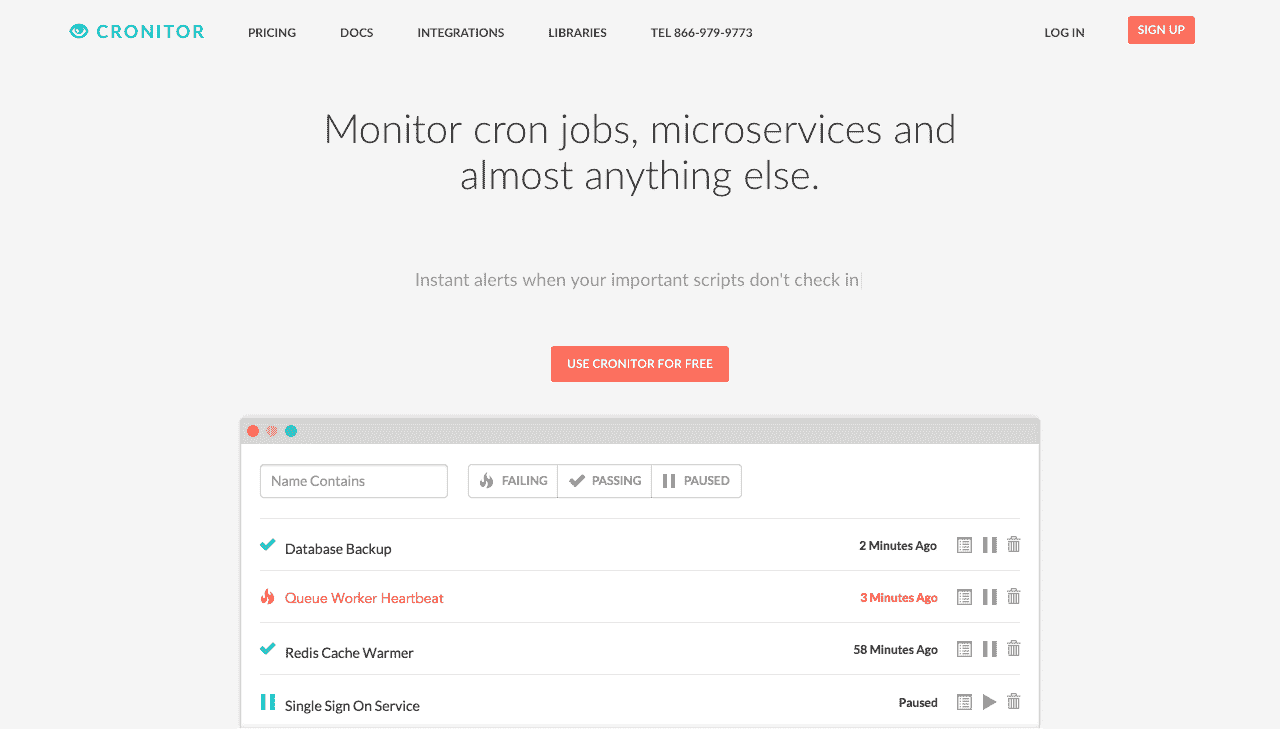 CRONITOR PRICING DOCS INTEGRATIONS LIBRARIES TEL 866-979-9773 LOG IN SIGN UP
Monitor cron jobs, microservices and
almost anything else.
Instant alerts when your important scripts don't check in
USE CRONITOR FOR FREE
Name Contains FAILING PASSING PAUSED
Database Backup 2 Minutes Ago
Queue Worker Heartbeat 3 Minutes Ago
Redis Cache Warmer 58 Minutes Ago
Single Sign On Service Paused